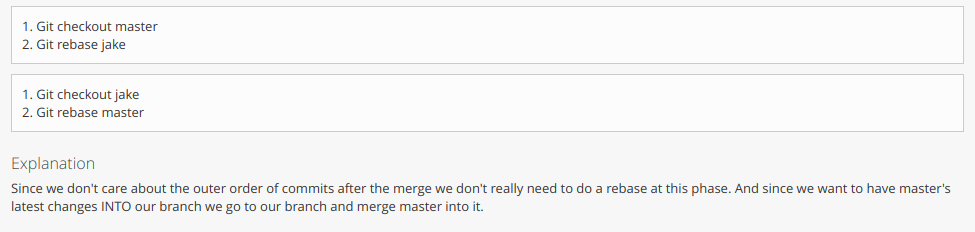 1. Git checkout master
2. Git rebase jake
1. Git checkout jake
2. Git rebase master
Explanation
Since we don't care about the outer order of commits after the merge we don't really need to do a rebase at this phase. And since we want to have master's
latest changes INTO our branch we go to our branch and merge master into it.